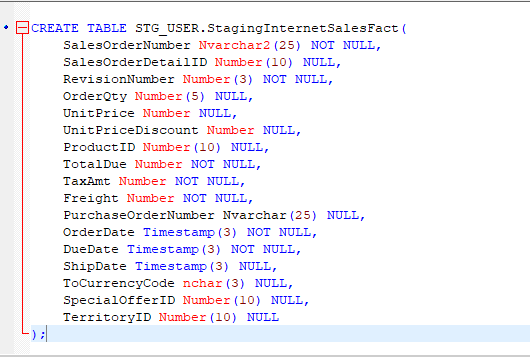 CREATE TABLE STG_USER.StagingInternetSalesFact(
SalesOrderNumber Nvarchar2(25) NOT NULL,
SalesOrderDetailID Number(10) NULL,
RevisionNumber Number(3) NOT NULL,
OrderQty Number(5) NULL,
UnitPrice Number NULL,
UnitPriceDiscount Number NULL,
ProductID Number(10) NULL,
TotalDue Number NOT NULL,
TaxAmt Number NOT NULL,
Freight Number NOT NULL,
PurchaseOrderNumber Nvarchar(25) NULL,
OrderDate Timestamp(3) NOT NULL,
DueDate Timestamp(3) NOT NULL,
ShipDate Timestamp(3) NULL,
ToCurrencyCode nchar(3) NULL,
SpecialOfferID Number(10) NULL,
TerritoryID Number(10) NULL
);